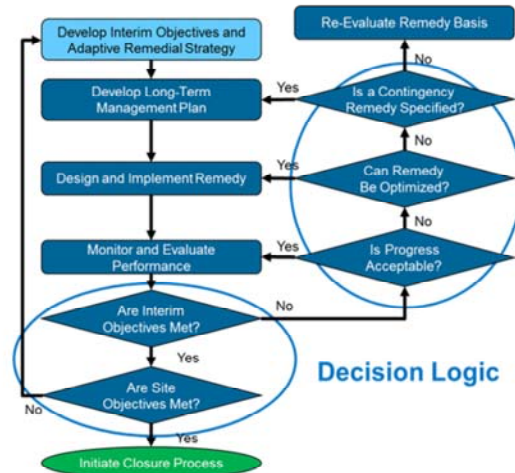 Develop Interim Objectives and
Adaptive Remedial Strategy
Re-Evaluate Remedy Basis
No
Develop Long-Term
Management Plan
Yes
Is a Contingency
Remedy Specified?
No
Design and Implement Remedy
Yes
Can Remedy
Be Optimized?
No
Monitor and Evaluate
Performance
Yes
Is Progress
Acceptable?
Are Interim
Objectives Met?
No
Yes
Decision Logic
Are Site
Objectives Met?
No
Yes
Initiate Closure Process